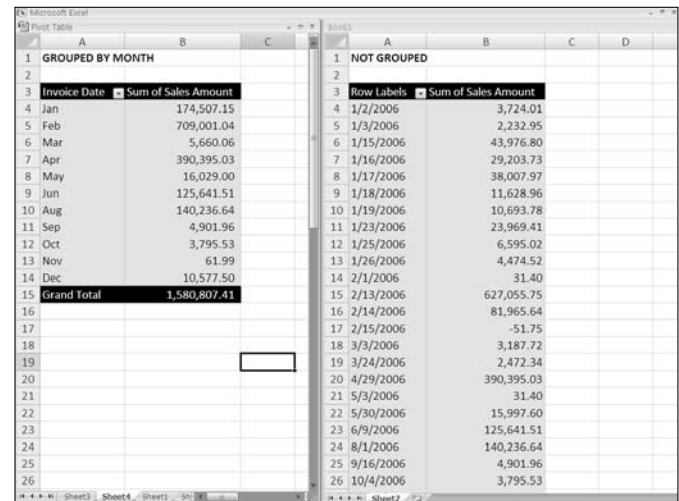 Microsoft Excel
Pivot Table
A B C
1 GROUPED BY MONTH
2
3 Invoice Date Sum of Sales Amount
4 Jan 174,507.15
5 Feb 709,001.04
6 Mar 5,660.06
7 Apr 390,395.03
8 May 16,029.00
9 Jun 125,641.51
10 Aug 140,236.64
11 Sep 4,901.96
12 Oct 3,795.53
13 Nov 61.99
14 Dec 10,577.50
15 Grand Total 1,580,807.41
16
17
18
19
20
21
22
23
24
25
26
Sheet3 Sheet4 Sheet1 Sh
A B C D
1 NOT GROUPED
2
3 Row Labels Sum of Sales Amount
4 1/2/2006 3,724.01
5 1/3/2006 2,232.95
6 1/15/2006 43,976.80
7 1/16/2006 29,203.73
8 1/17/2006 38,007.97
9 1/18/2006 11,628.96
10 1/19/2006 10,693.78
11 1/23/2006 23,969.41
12 1/25/2006 6,595.02
13 1/26/2006 4,474.52
14 2/1/2006 31.40
15 2/13/2006 627,055.75
16 2/14/2006 81,965.64
17 2/15/2006 -51.75
18 3/3/2006 3,187.72
19 3/24/2006 2,472.34
20 4/29/2006 390,395.03
21 5/3/2006 31.40
22 5/30/2006 15,997.60
23 6/9/2006 125,641.51
24 8/1/2006 140,236.64
25 9/16/2006 4,901.96
26 10/4/2006 3,795.53